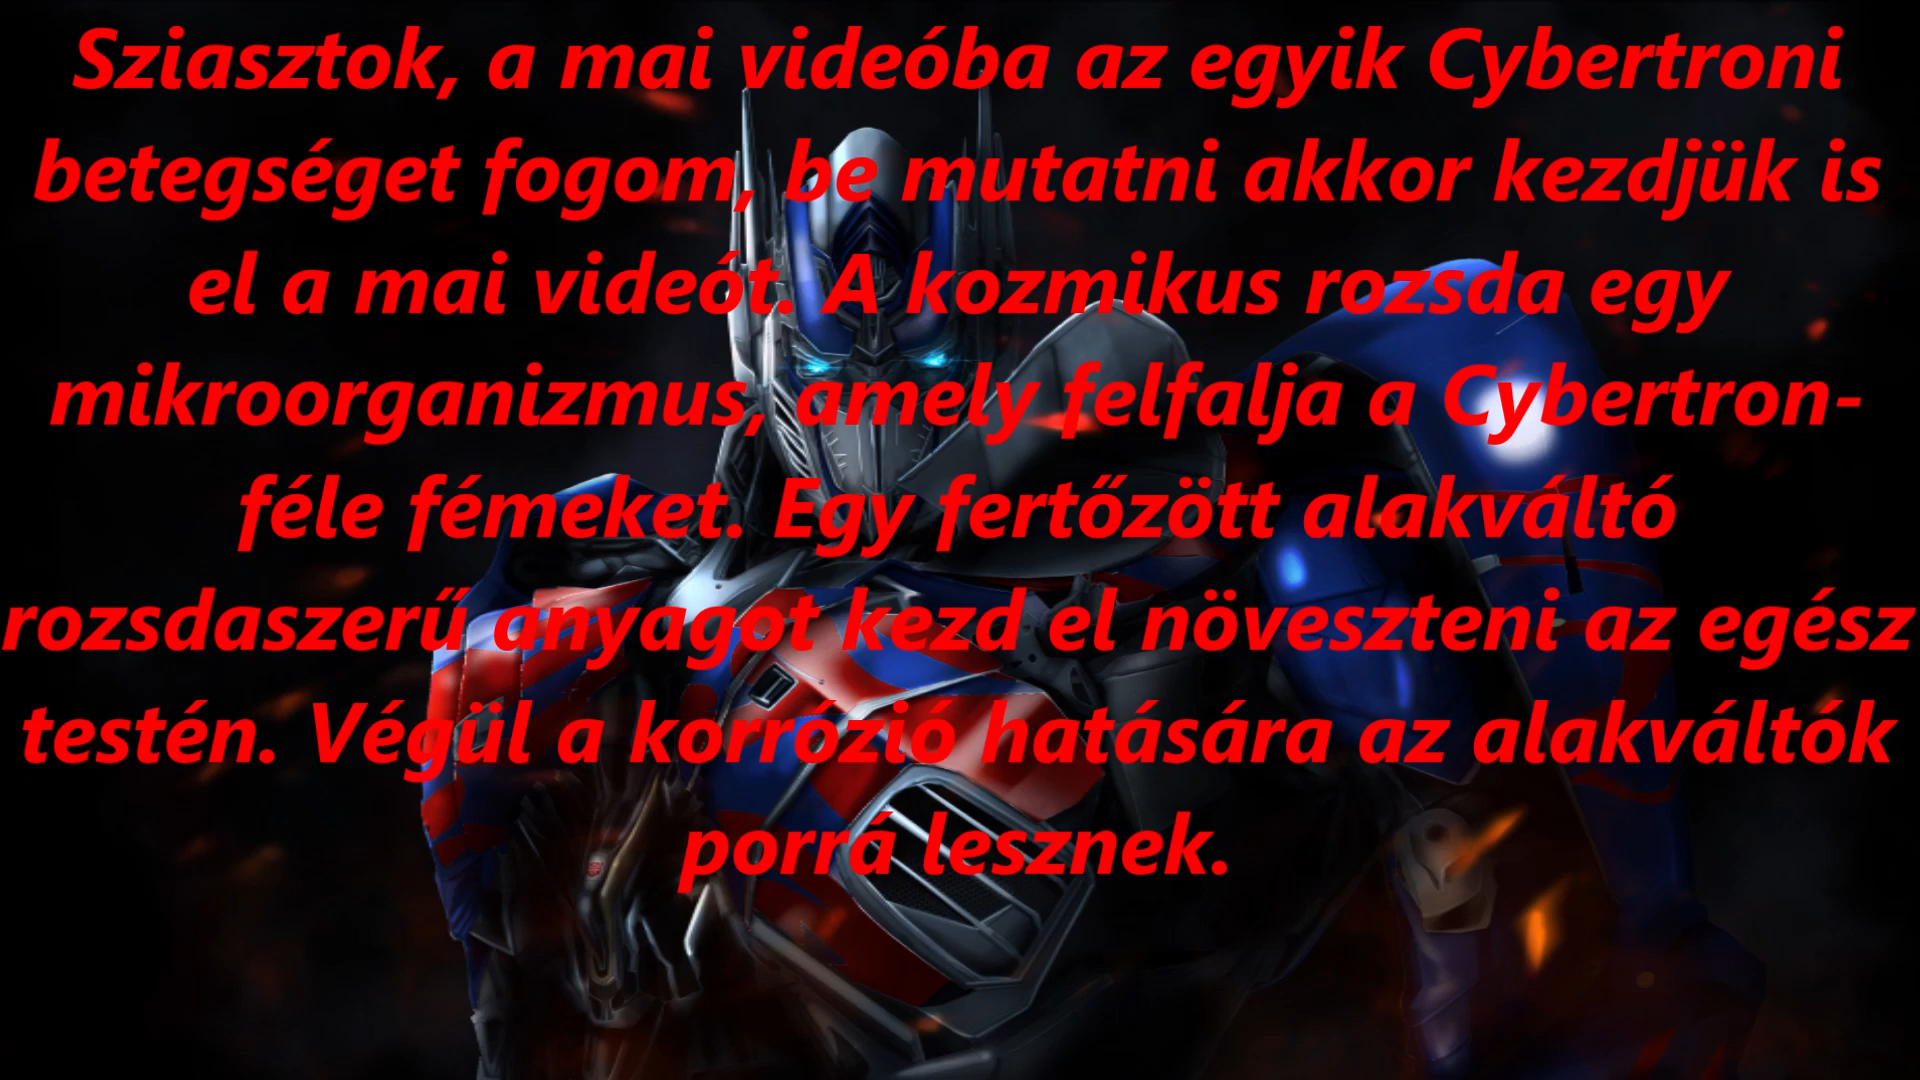 Sziasztok, a mai videóba az egyik Cybertroni
betegséget fogom, be mutatni akkor kezdjük is
el a mai videót. A kozmikus rozsda egy
mikroorganizmus, amely felfalja a Cybertron-
féle fémeket. Egy fertőzött alakváltó
rozsdaszerű anyagot kezd el növeszteni az egész
testén. Végül a korrózió hatására az alakváltók
porrá lesznek.